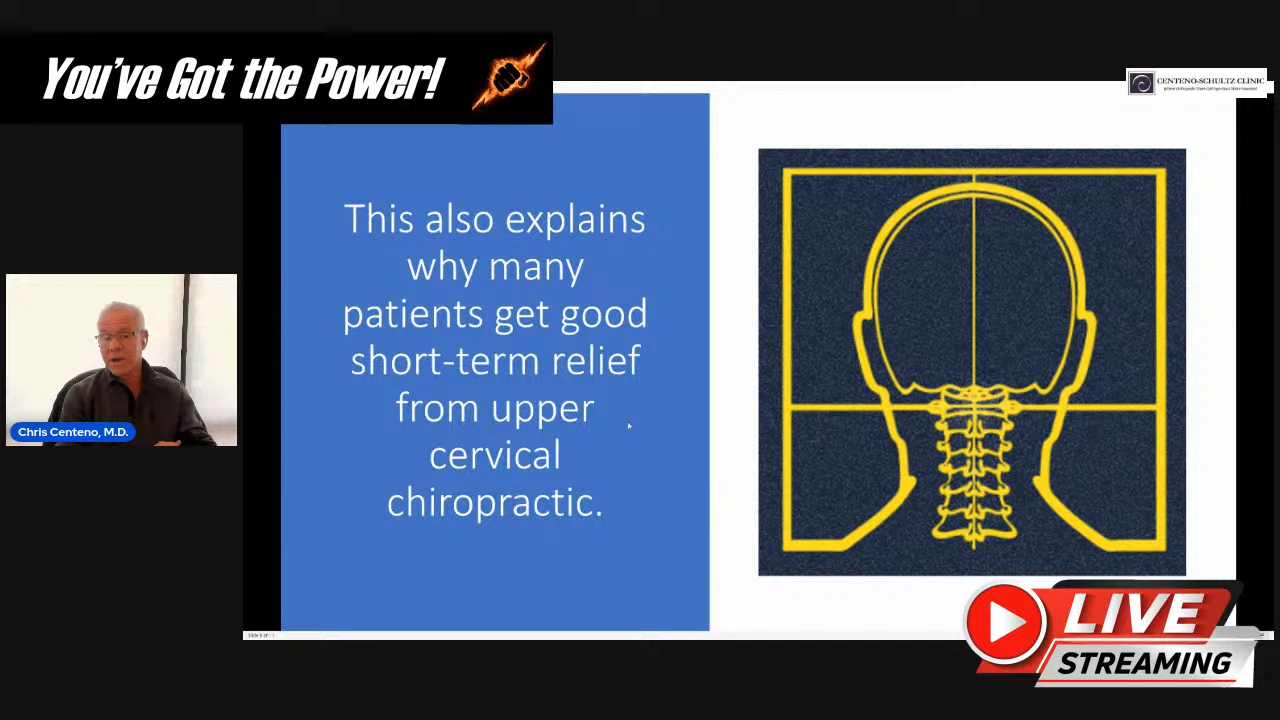 You've Got the Power!
CENTENO-SCHULTZ CLINIC
This also explains
why many
patients get good
short-term relief
from upper
cervical
chiropractic.
Chris Centeno, M.D.
LIVE
STREAMING